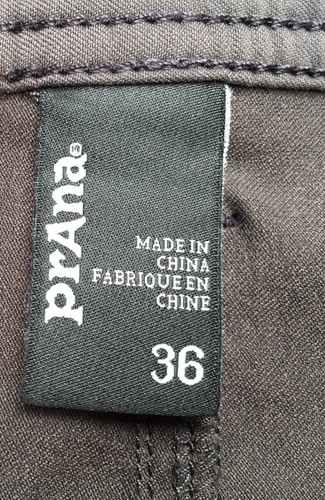 prAna®
MADE IN
CHINA
FABRIQUE EN
CHINE
36